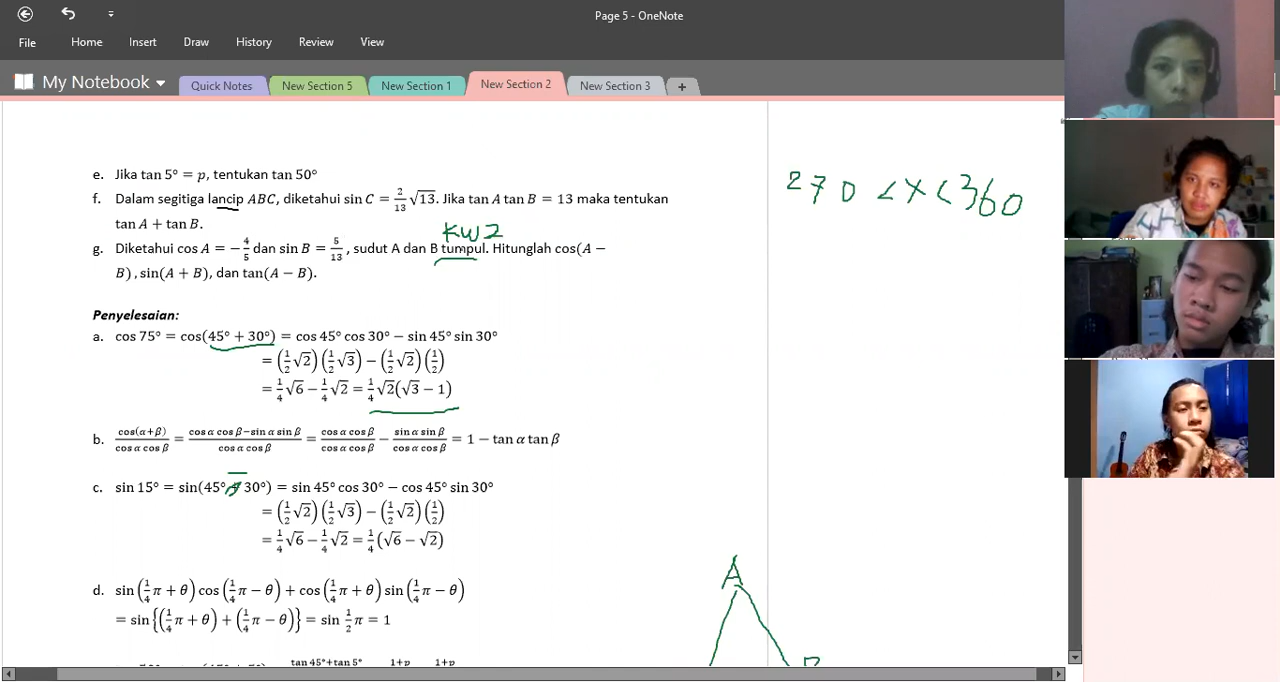 Page 5 - OneNote
File Home Insert Draw History Review View
My Notebook Quick Notes New Section 5 New Section 1 New Section 2 New Section 3 +
e. Jika tan 5° = p, tentukan tan 50°
270 < x < 360
f. Dalam segitiga lancip ABC, diketahui sin C = 2/13 √13. Jika tan A tan B = 13 maka tentukan
tan A + tan B.
KW 2
g. Diketahui cos A = − 4/5 dan sin B = 5/13 , sudut A dan B tumpul. Hitunglah cos(A −
B) , sin(A + B), dan tan(A − B).
Penyelesaian:
a. cos 75° = cos(45° + 30°) = cos 45° cos 30° − sin 45° sin 30°
= (1/2 √2)(1/2 √3) − (1/2 √2)(1/2)
= 1/4 √6 − 1/4 √2 = 1/4 √2(√3 − 1)
b. cos(α+β)/cos α cos β = cos α cos β−sin α sin β/cos α cos β = cos α cos β/cos α cos β − sin α sin β/cos α cos β = 1 − tan α tan β
c. sin 15° = sin(45° − 30°) = sin 45° cos 30° − cos 45° sin 30°
= (1/2 √2)(1/2 √3) − (1/2 √2)(1/2)
= 1/4 √6 − 1/4 √2 = 1/4 (√6 − √2)
d. sin(1/4 π + θ) cos(1/4 π − θ) + cos(1/4 π + θ) sin(1/4 π − θ)
= sin{(1/4 π + θ) + (1/4 π − θ)} = sin 1/2 π = 1
A
tan 45°+tan 5° 1+p 1+p